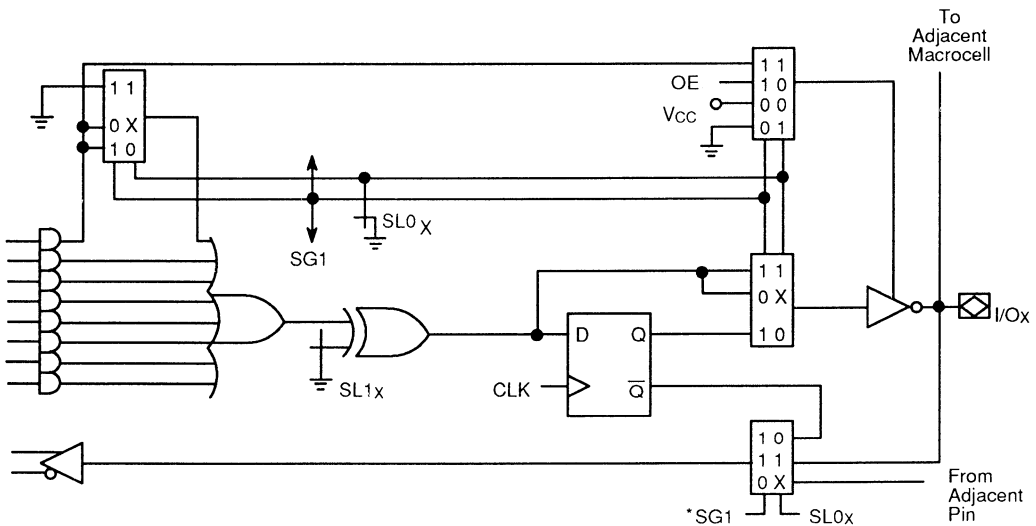 To
Adjacent
Macrocell
1 1
OE
1 0
VCC
0 0
0 1
1 1
0 X
1 0
SL0 X
SG1
1 1
0 X
1 0
I/Ox
D Q
SL1x
CLK
Q̅
1 0
1 1
0 X
From
Adjacent
Pin
*SG1 SL0x